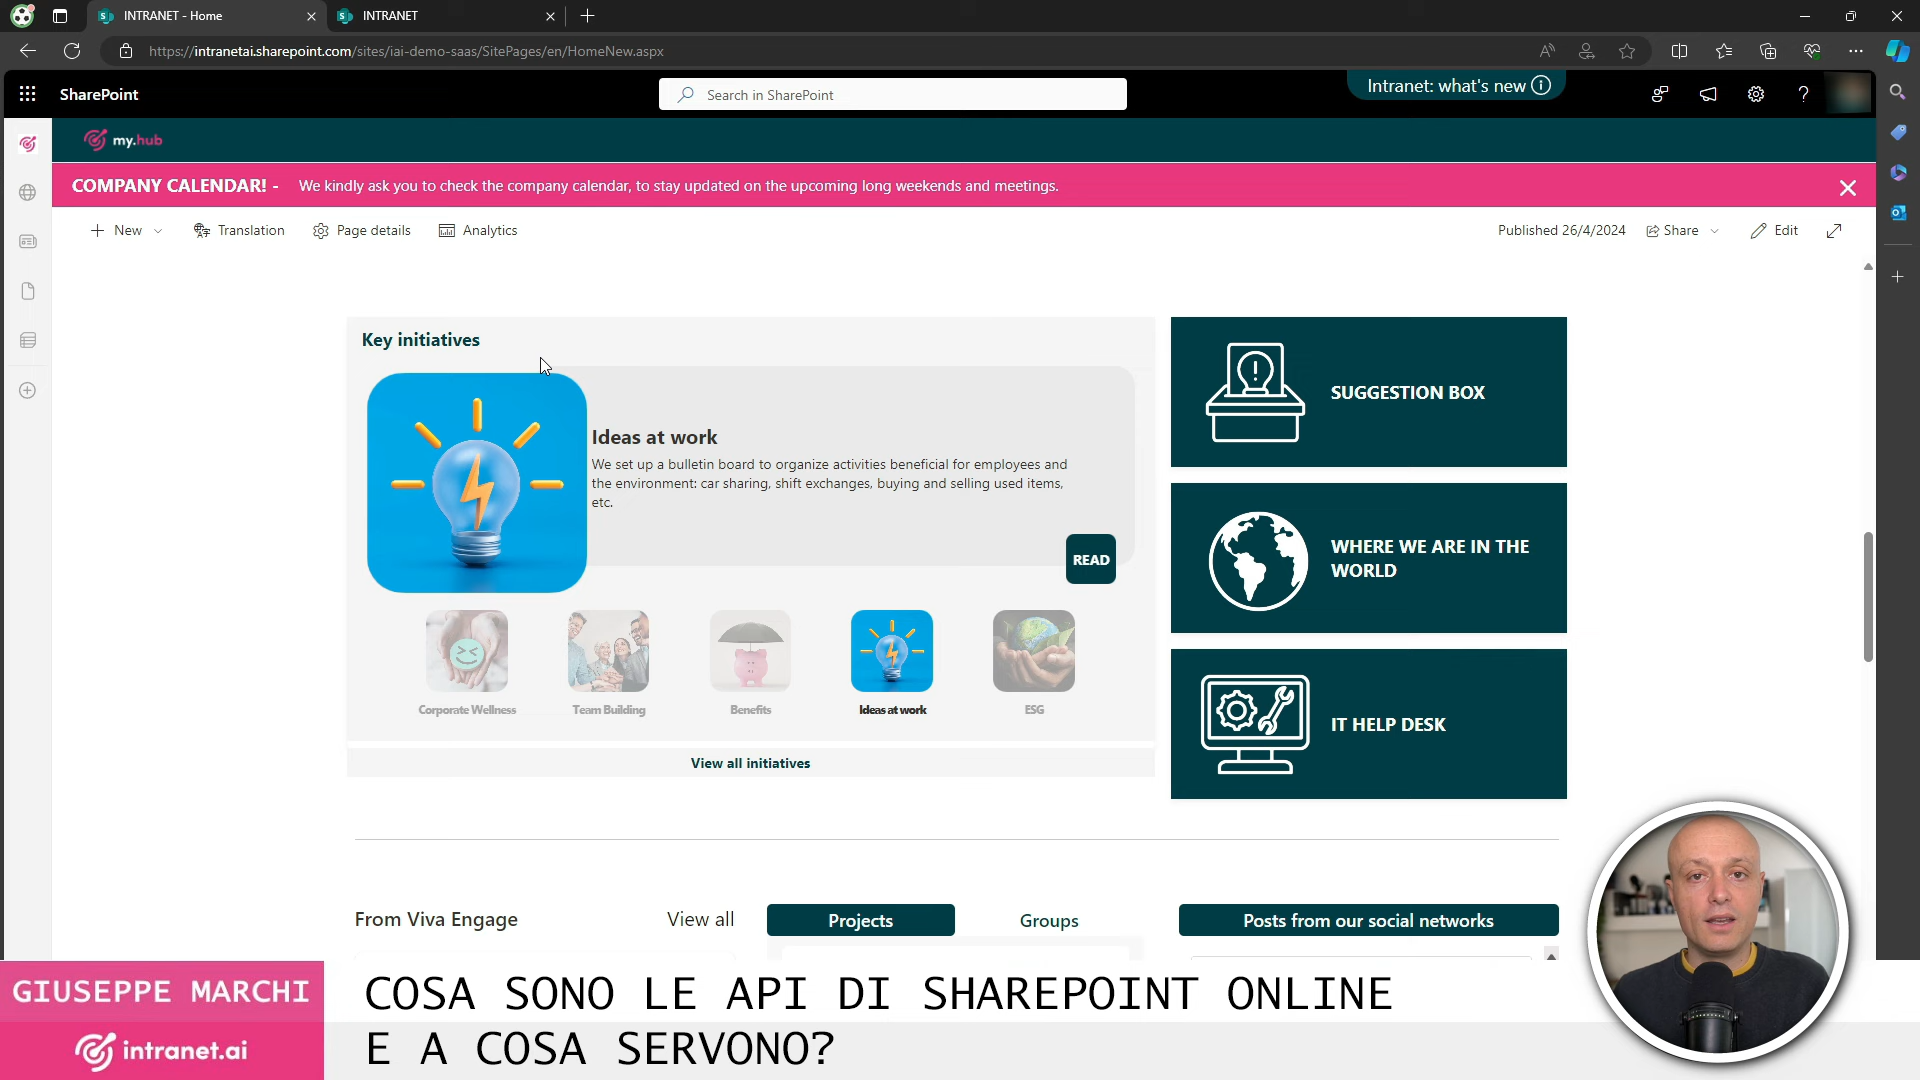 INTRANET - Home
INTRANET
https://intranetai.sharepoint.com/sites/iai-demo-saas/SitePages/en/HomeNew.aspx
SharePoint
Search in SharePoint
Intranet: what's new
my.hub
COMPANY CALENDAR! - We kindly ask you to check the company calendar, to stay updated on the upcoming long weekends and meetings.
New
Translation
Page details
Analytics
Published 26/4/2024
Share
Edit
Key initiatives
Ideas at work
We set up a bulletin board to organize activities beneficial for employees and
the environment: car sharing, shift exchanges, buying and selling used items,
etc.
READ
Corporate Wellness
Team Building
Benefits
Ideas at work
ESG
View all initiatives
SUGGESTION BOX
WHERE WE ARE IN THE
WORLD
IT HELP DESK
From Viva Engage
View all
Projects
Groups
Posts from our social networks
GIUSEPPE MARCHI
intranet.ai
COSA SONO LE API DI SHAREPOINT ONLINE
E A COSA SERVONO?